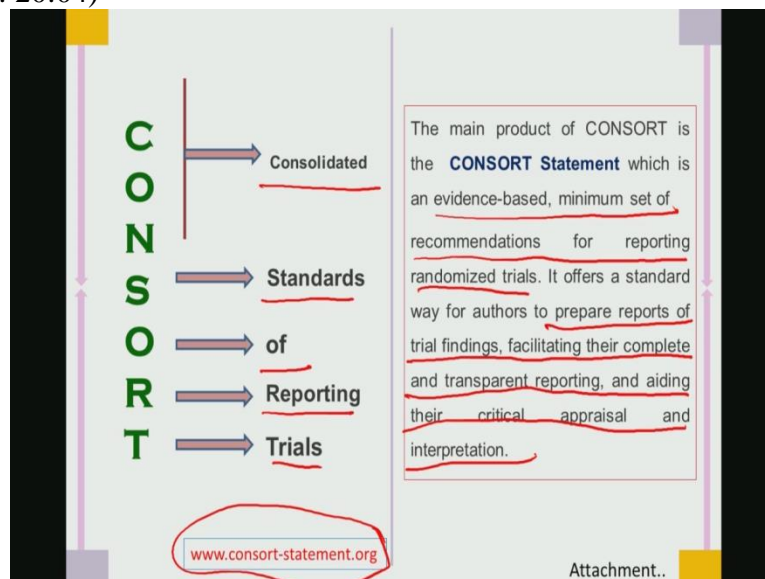 C
O
N
S
O
R
T
Consolidated
Standards
of
Reporting
Trials
www.consort-statement.org
The main product of CONSORT is
the CONSORT Statement which is
an evidence-based, minimum set of
recommendations for reporting
randomized trials. It offers a standard
way for authors to prepare reports of
trial findings, facilitating their complete
and transparent reporting, and aiding
their critical appraisal and
interpretation.
Attachment..